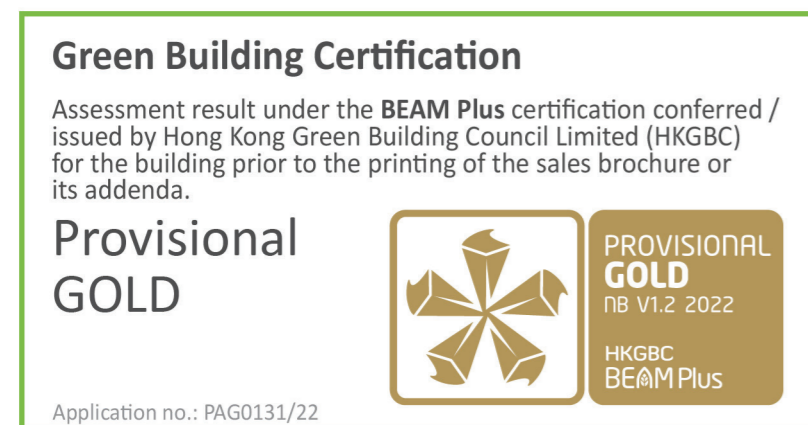 Green Building Certification
Assessment result under the BEAM Plus certification conferred /
issued by Hong Kong Green Building Council Limited (HKGBC)
for the building prior to the printing of the sales brochure or
its addenda.
Provisional
GOLD
PROVISIONAL
GOLD
NB V1.2 2022
HKGBC
BEAM Plus
Application no.: PAG0131/22